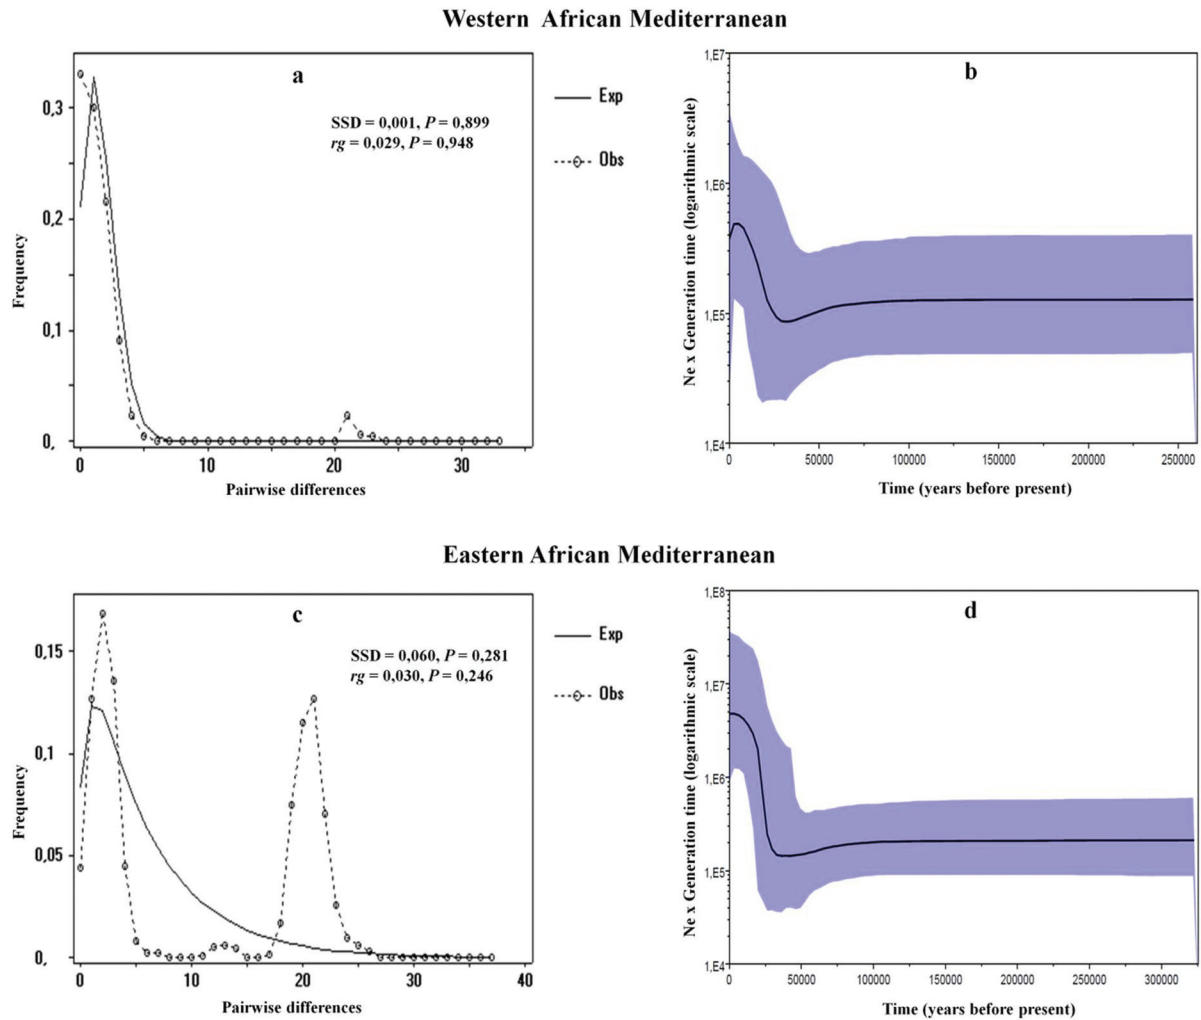 Western African Mediterranean
a
SSD = 0,001, P = 0,899
rg = 0,029, P = 0,948
Exp
Obs
0,3
0,2
0,1
0,
0
10
20
30
Frequency
Pairwise differences
b
1,E7
1,E6
1,E5
1,E4
0
50000
100000
150000
200000
250000
Ne x Generation time (logarithmic scale)
Time (years before present)
Eastern African Mediterranean
c
SSD = 0,060, P = 0,281
rg = 0,030, P = 0,246
Exp
Obs
0,15
0,1
0,05
0,
0
10
20
30
40
Frequency
Pairwise differences
d
1,E8
1,E7
1,E6
1,E5
1,E4
0
50000
100000
150000
200000
250000
300000
Ne x Generation time (logarithmic scale)
Time (years before present)